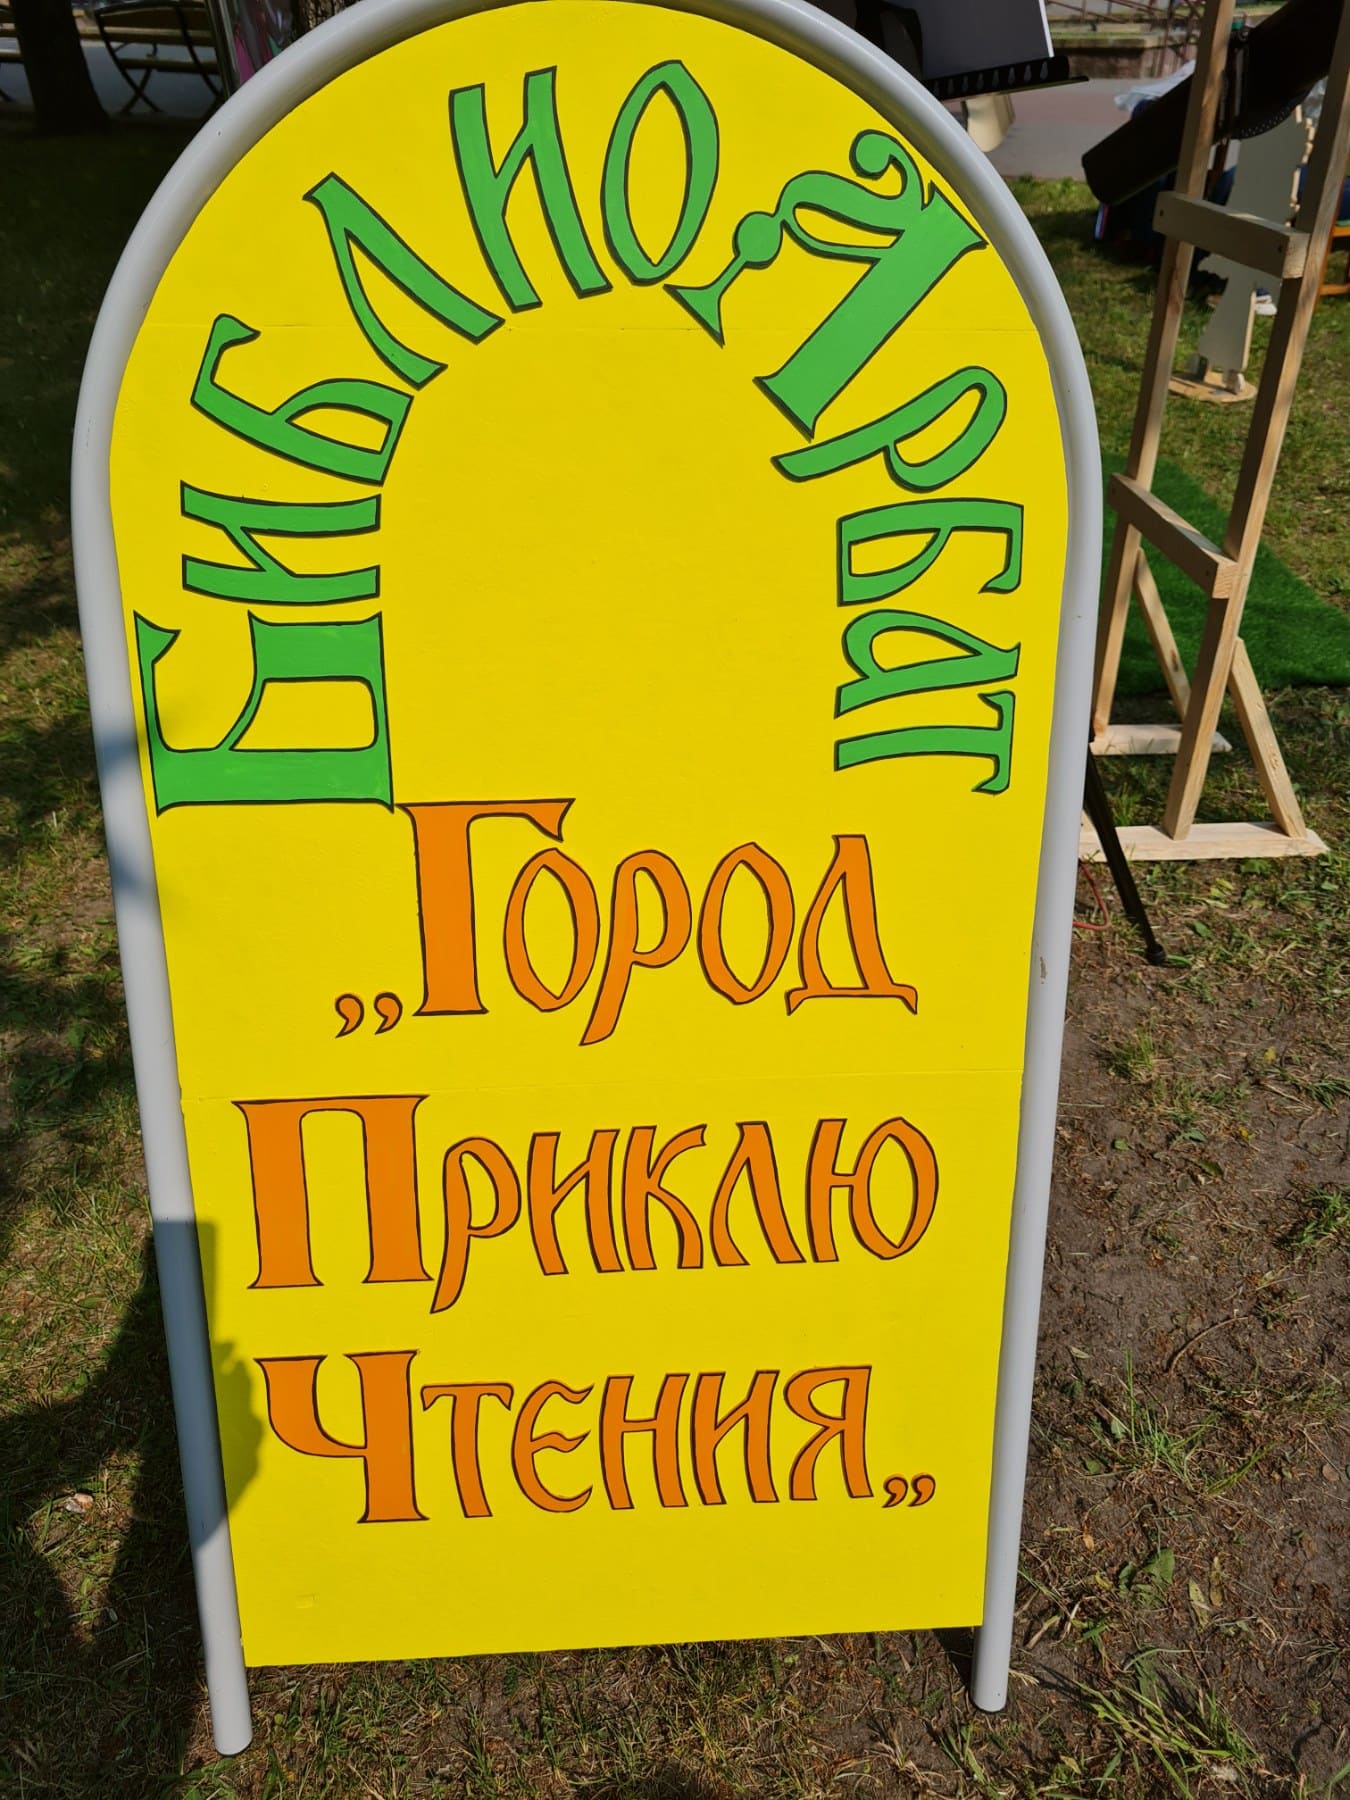 БиблиоАрбат
„Город
Приклю
Чтения„